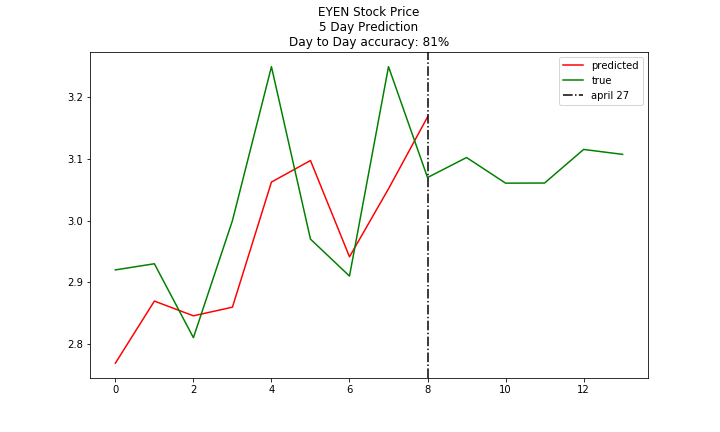 EYEN Stock Price
5 Day Prediction
Day to Day accuracy: 81%
predicted
true
april 27
3.2
3.1
3.0
2.9
2.8
0 2 4 6 8 10 12